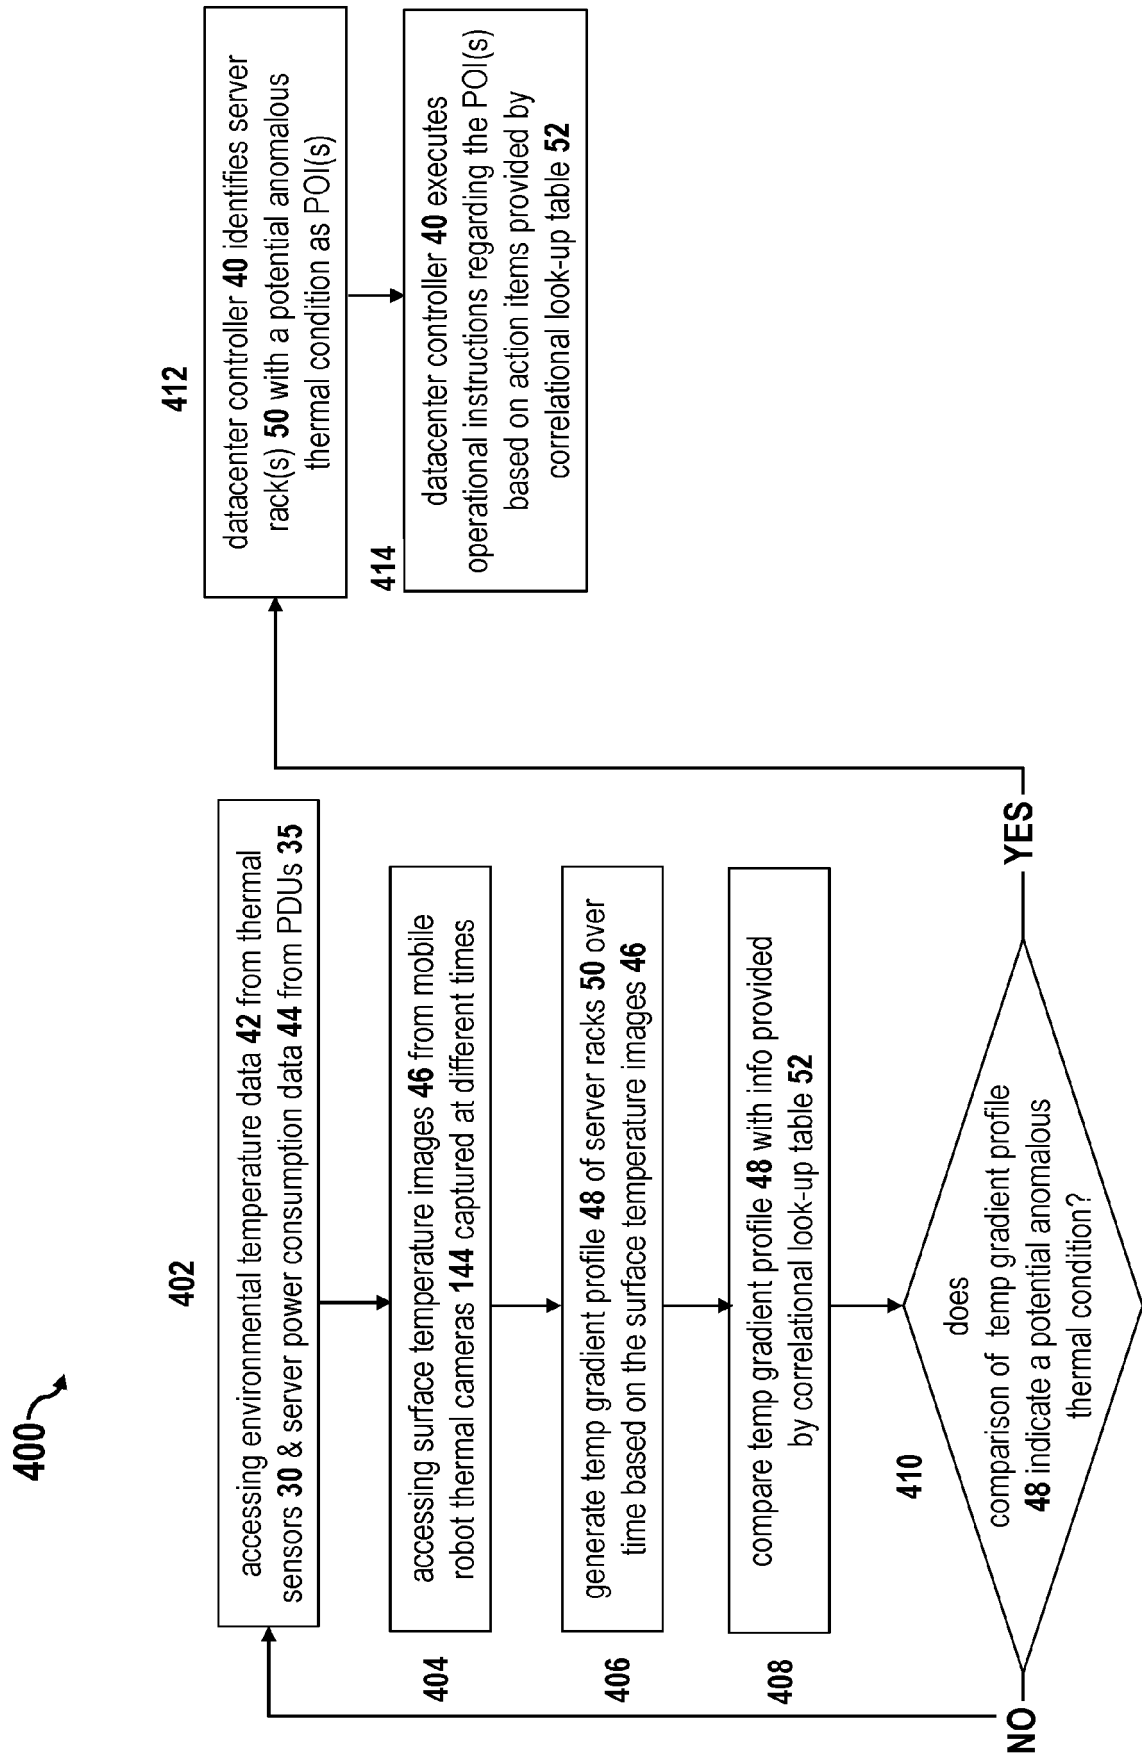 400
402
accessing environmental temperature data 42 from thermal
sensors 30 & server power consumption data 44 from PDUs 35
404
accessing surface temperature images 46 from mobile
robot thermal cameras 144 captured at different times
406
generate temp gradient profile 48 of server racks 50 over
time based on the surface temperature images 46
408
compare temp gradient profile 48 with info provided
by correlational look-up table 52
410
does
comparison of temp gradient profile
48 indicate a potential anomalous
thermal condition?
NO
YES
412
datacenter controller 40 identifies server
rack(s) 50 with a potential anomalous
thermal condition as POI(s)
414
datacenter controller 40 executes
operational instructions regarding the POI(s)
based on action items provided by
correlational look-up table 52